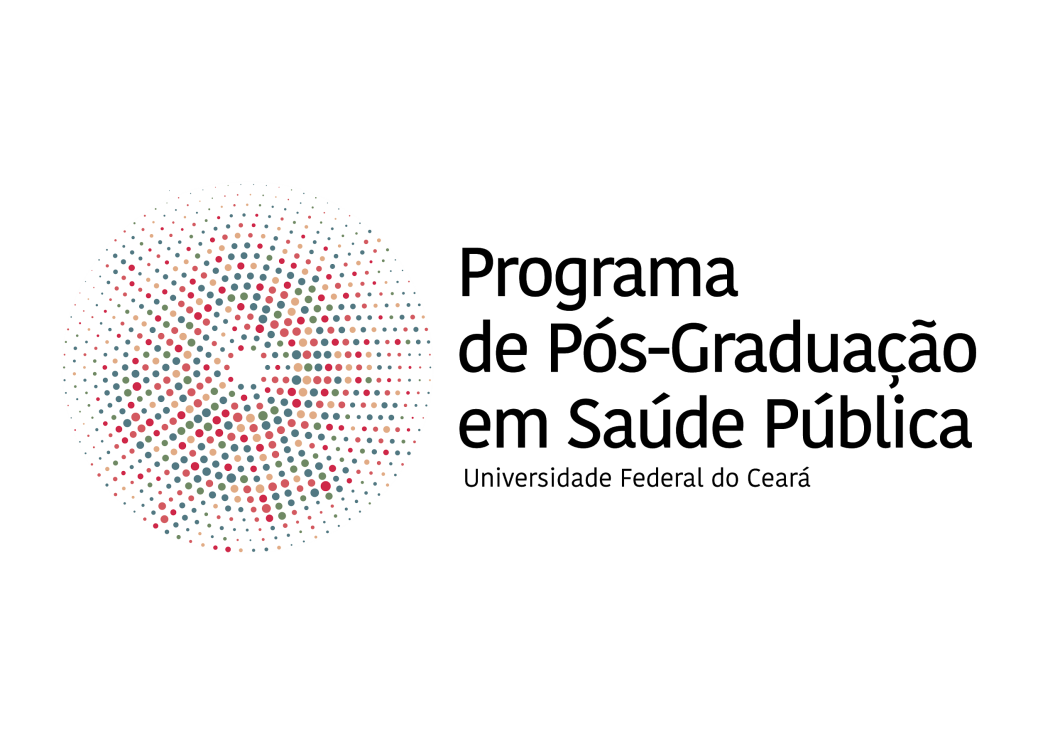 Programa
de Pós-Graduação
em Saúde Pública
Universidade Federal do Ceará